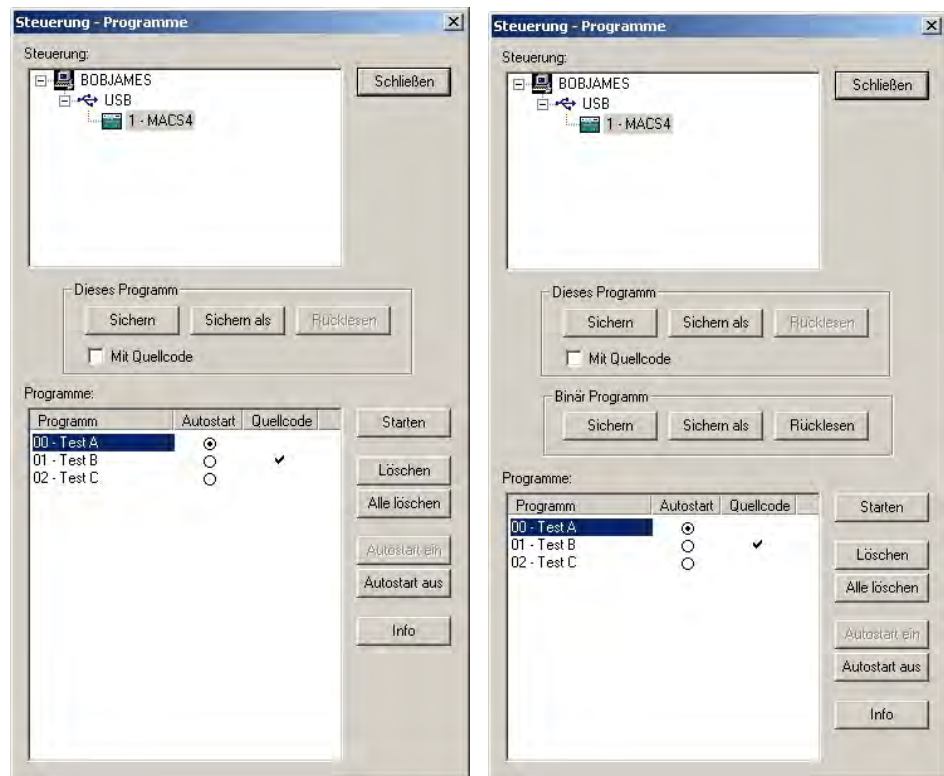 Steuerung - Programme
Steuerung:
BOBJAMES
USB
1 - MACS4
Schließen
Dieses Programm
Sichern Sichern als Rücklesen
Mit Quellcode
Programme:
Programm Autostart Quellcode
00 - Test A
01 - Test B
02 - Test C
Starten
Löschen
Alle löschen
Autostart ein
Autostart aus
Info
Steuerung - Programme
Steuerung:
BOBJAMES
USB
1 - MACS4
Schließen
Dieses Programm
Sichern Sichern als Rücklesen
Mit Quellcode
Binär Programm
Sichern Sichern als Rücklesen
Programme:
Programm Autostart Quellcode
00 - Test A
01 - Test B
02 - Test C
Starten
Löschen
Alle löschen
Autostart ein
Autostart aus
Info